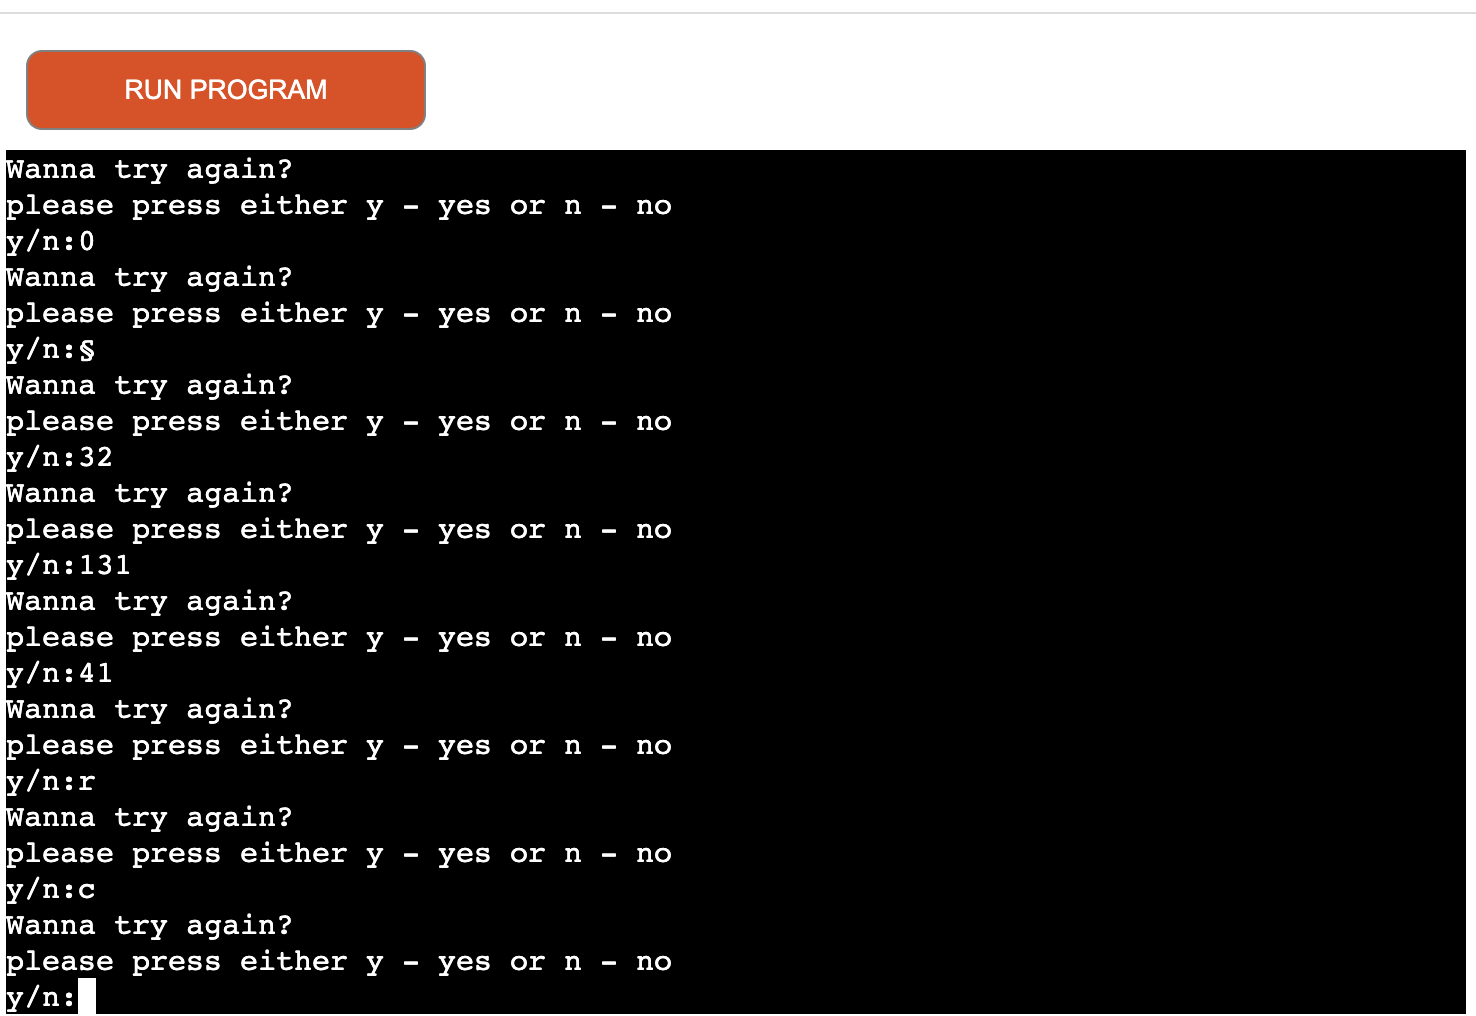 RUN PROGRAM
Wanna try again?
please press either y - yes or n - no
y/n:0
Wanna try again?
please press either y - yes or n - no
y/n:§
Wanna try again?
please press either y - yes or n - no
y/n:32
Wanna try again?
please press either y - yes or n - no
y/n:131
Wanna try again?
please press either y - yes or n - no
y/n:41
Wanna try again?
please press either y - yes or n - no
y/n:r
Wanna try again?
please press either y - yes or n - no
y/n:c
Wanna try again?
please press either y - yes or n - no
y/n: